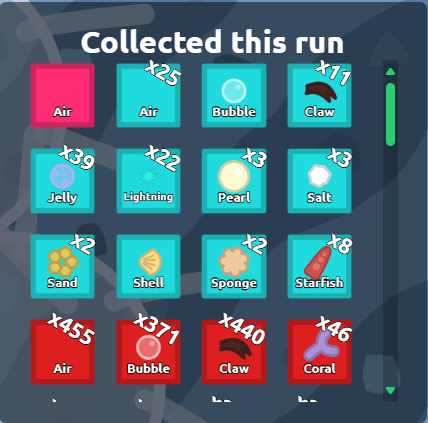 Collected this run
Air
x25
Air
Bubble
x11
Claw
x39
Jelly
x22
Lightning
x3
Pearl
x3
Salt
x2
Sand
Shell
x2
Sponge
x8
Starfish
x455
Air
x371
Bubble
x440
Claw
x46
Coral